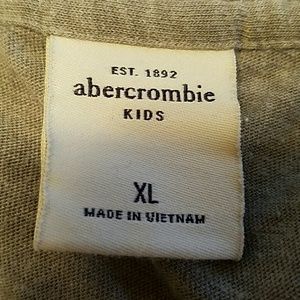 EST. 1892
abercrombie
KIDS
XL
MADE IN VIETNAM